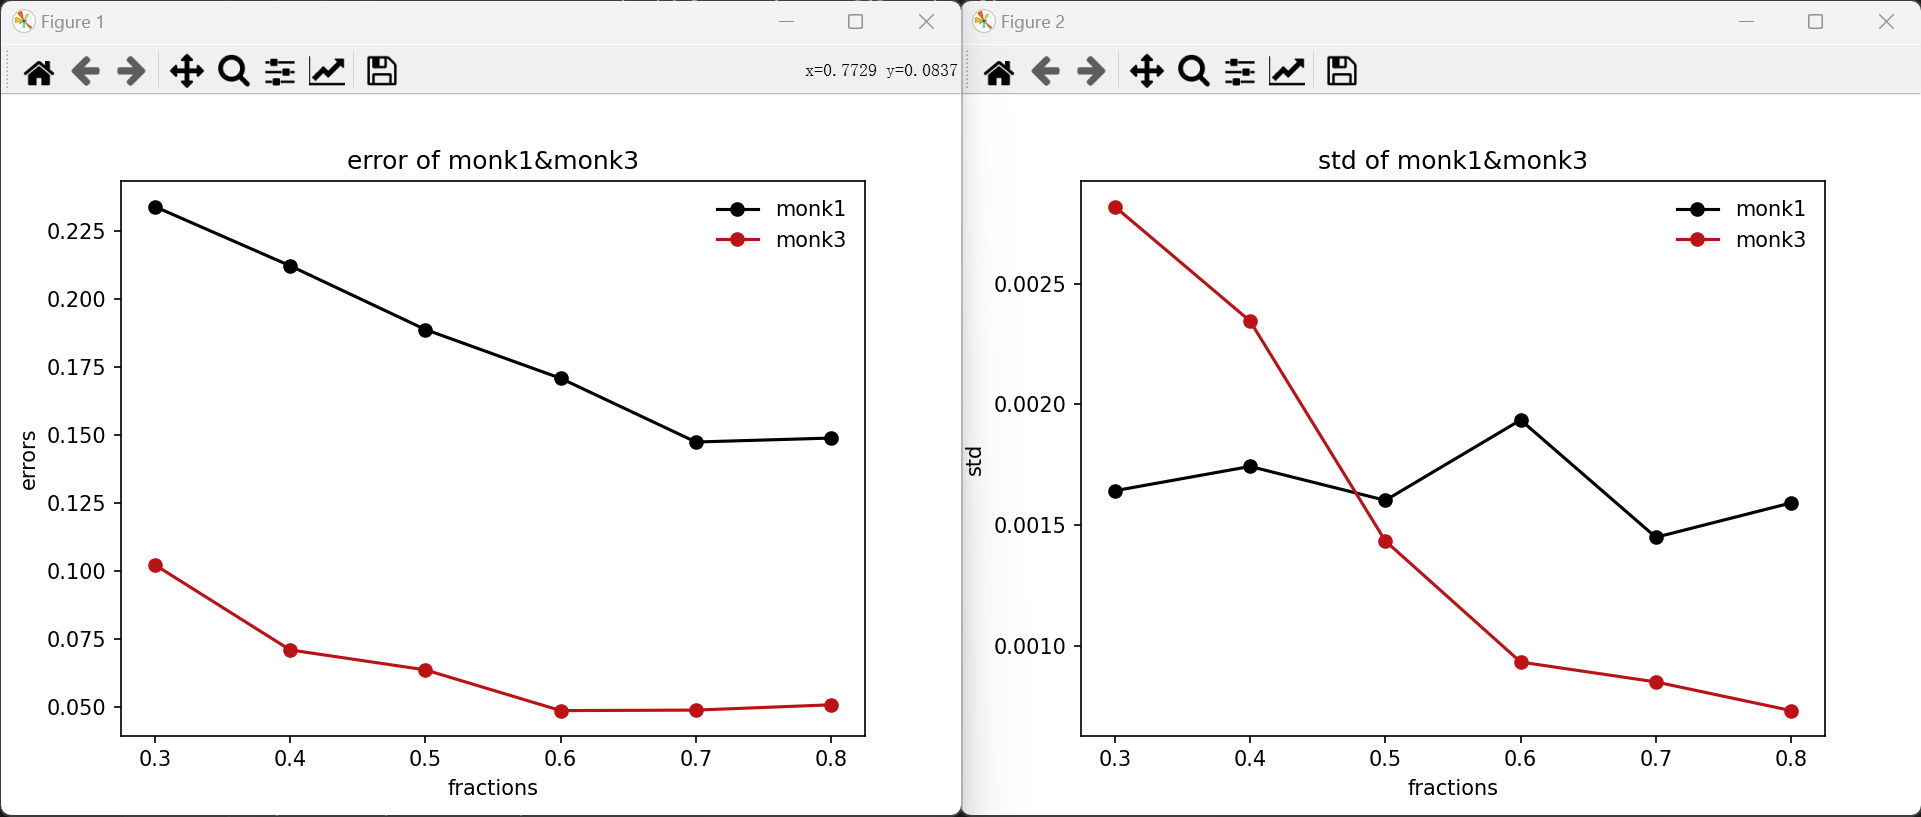 Figure 1
x=0.7729 y=0.0837
error of monk1&monk3
monk1
monk3
0.225
0.200
0.175
0.150
0.125
0.100
0.075
0.050
errors
0.3 0.4 0.5 0.6 0.7 0.8
fractions
Figure 2
std of monk1&monk3
monk1
monk3
0.0025
0.0020
0.0015
0.0010
std
0.3 0.4 0.5 0.6 0.7 0.8
fractions